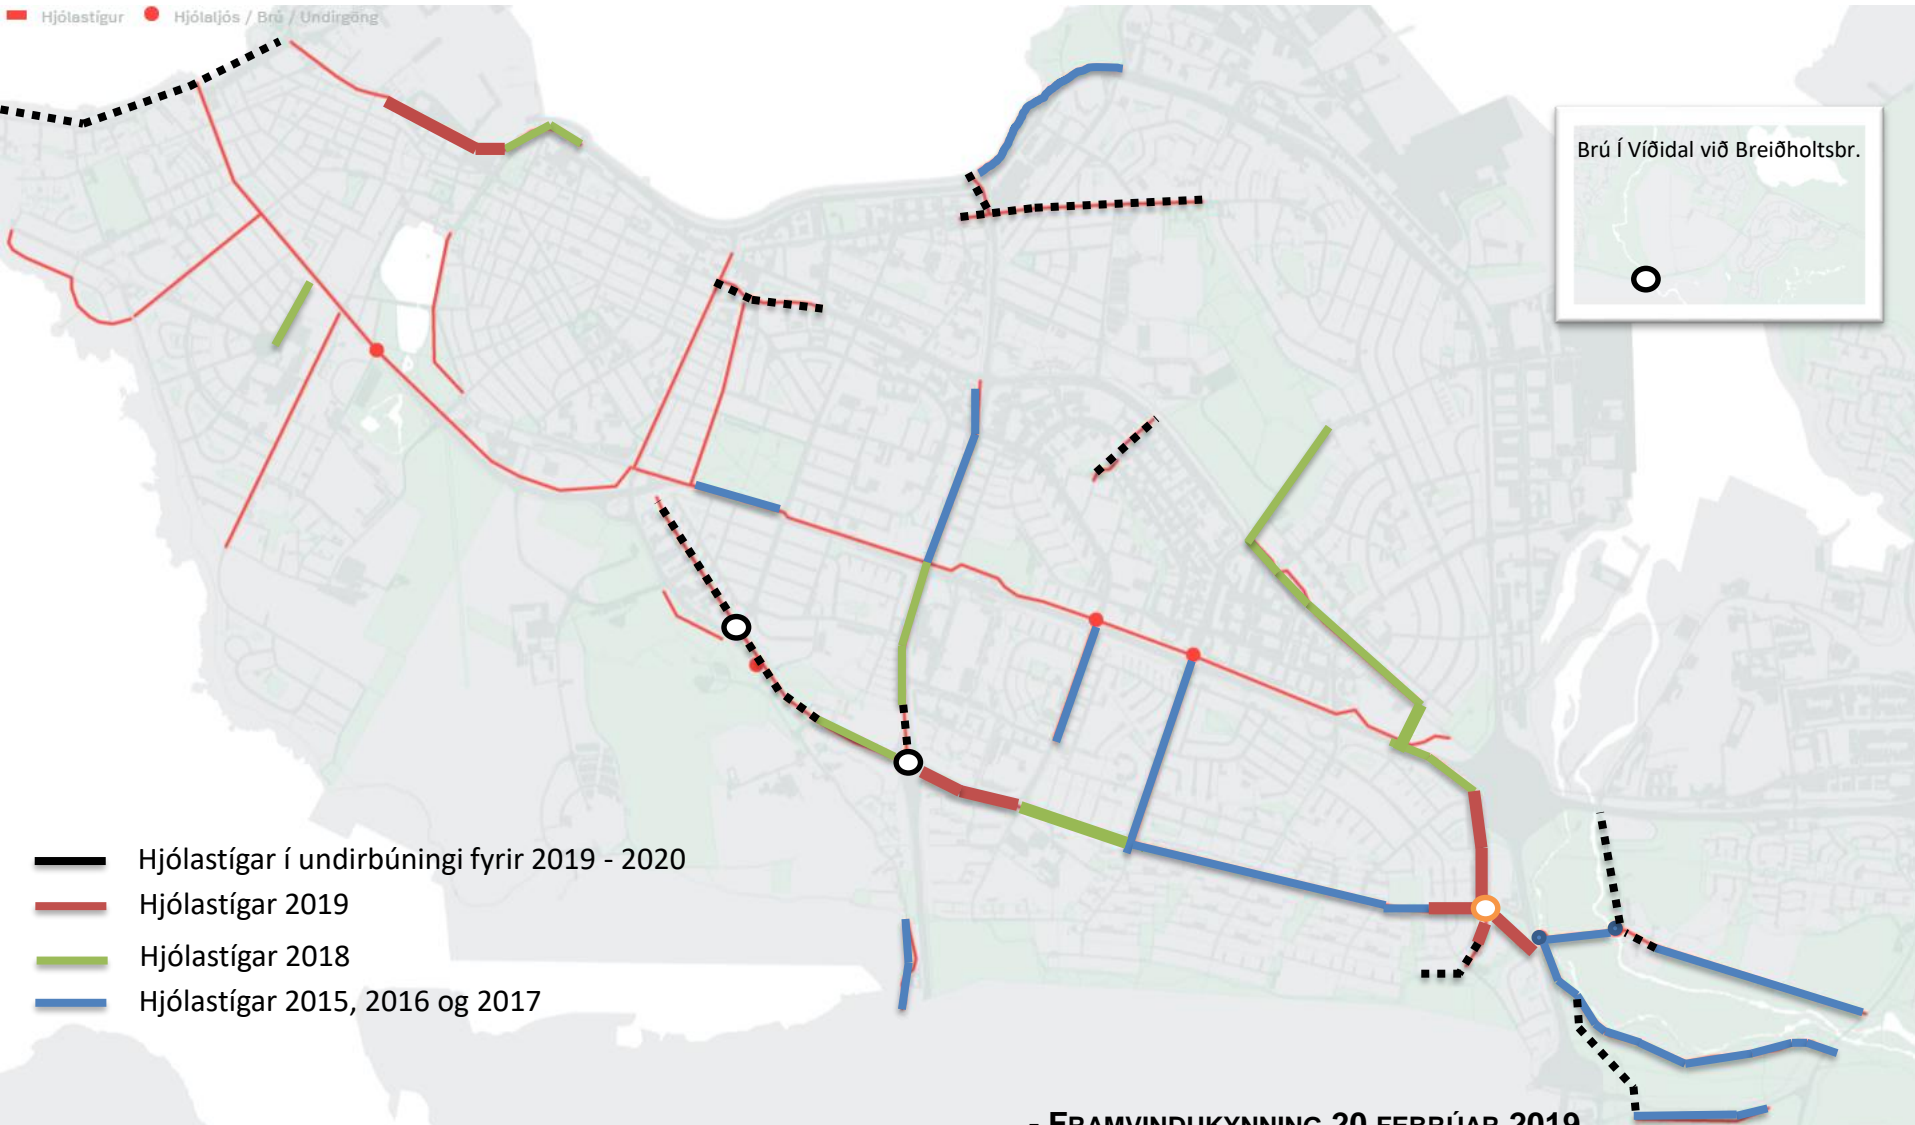 Hjólastígur Hjólaljós / Brú / Undirgöng
Brú Í Víðidal við Breiðholtsbr.
Hjólastígar í undirbúningi fyrir 2019 - 2020
Hjólastígar 2019
Hjólastígar 2018
Hjólastígar 2015, 2016 og 2017
- FRAMVINDUKYNNING 20 FEBRÚAR 2019